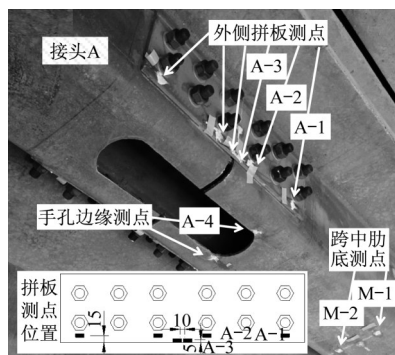 接头A
外侧拼板测点
A-3
A-2
A-1
手孔边缘测点
A-4
跨中肋
底测点
M-1
M-2
拼板
测点
位置
15
10
5
A-2
A-1
A-3